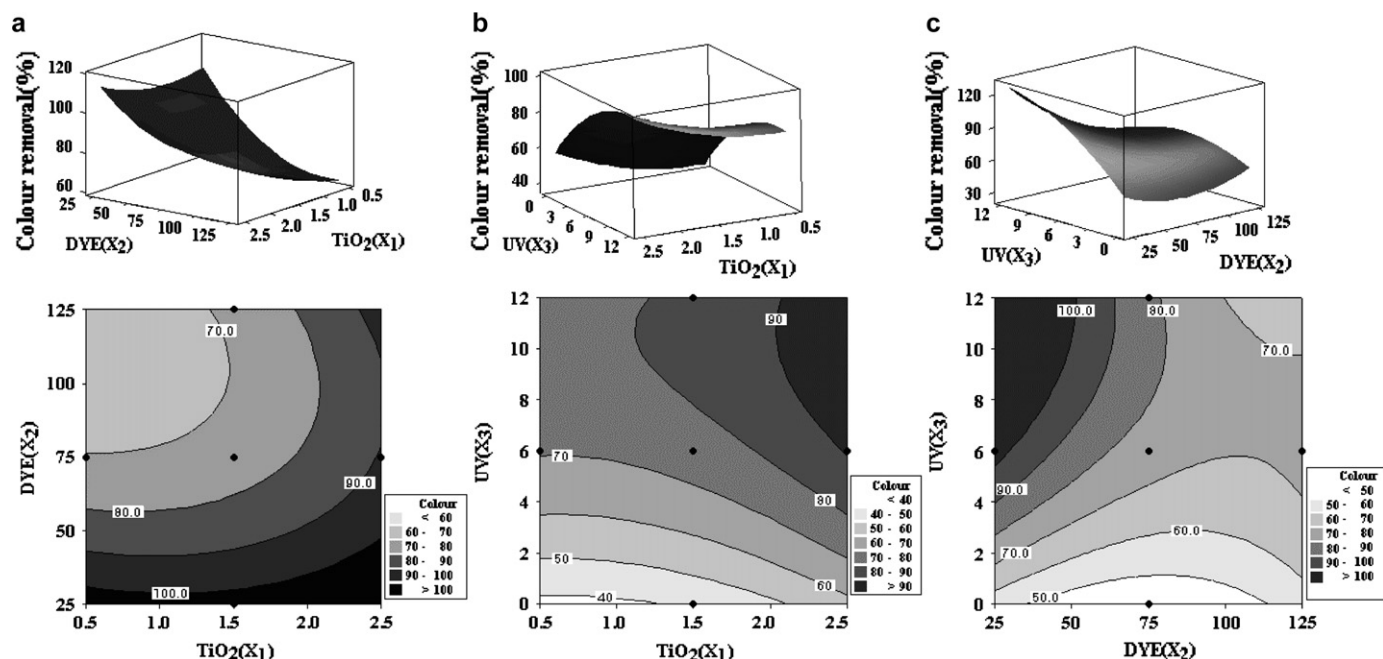 a
Colour removal(%)
120
100
80
60
25
50
75
100
125
DYE(X2)
2.5
2.0
1.5
1.0
0.5
TiO2(X1)
b
Colour removal(%)
100
80
60
40
0
3
6
9
12
UV(X3)
2.5
2.0
1.5
1.0
0.5
TiO2(X1)
c
Colour removal(%)
120
90
60
30
12
9
6
3
0
UV(X3)
25
50
75
100
125
DYE(X2)
125
100
75
50
25
DYE(X2)
70.0
80.0
90.0
100.0
0.5
1.0
1.5
2.0
2.5
TiO2(X1)
Colour
< 60
60 - 70
70 - 80
80 - 90
90 - 100
> 100
12
10
8
6
4
2
0
UV(X3)
90
70
80
50
60
40
0.5
1.0
1.5
2.0
2.5
TiO2(X1)
Colour
< 40
40 - 50
50 - 60
60 - 70
70 - 80
80 - 90
> 90
12
10
8
6
4
2
0
UV(X3)
100.0
80.0
70.0
90.0
70.0
60.0
50.0
25
50
75
100
125
DYE(X2)
Colour
< 50
50 - 60
60 - 70
70 - 80
80 - 90
90 - 100
> 100